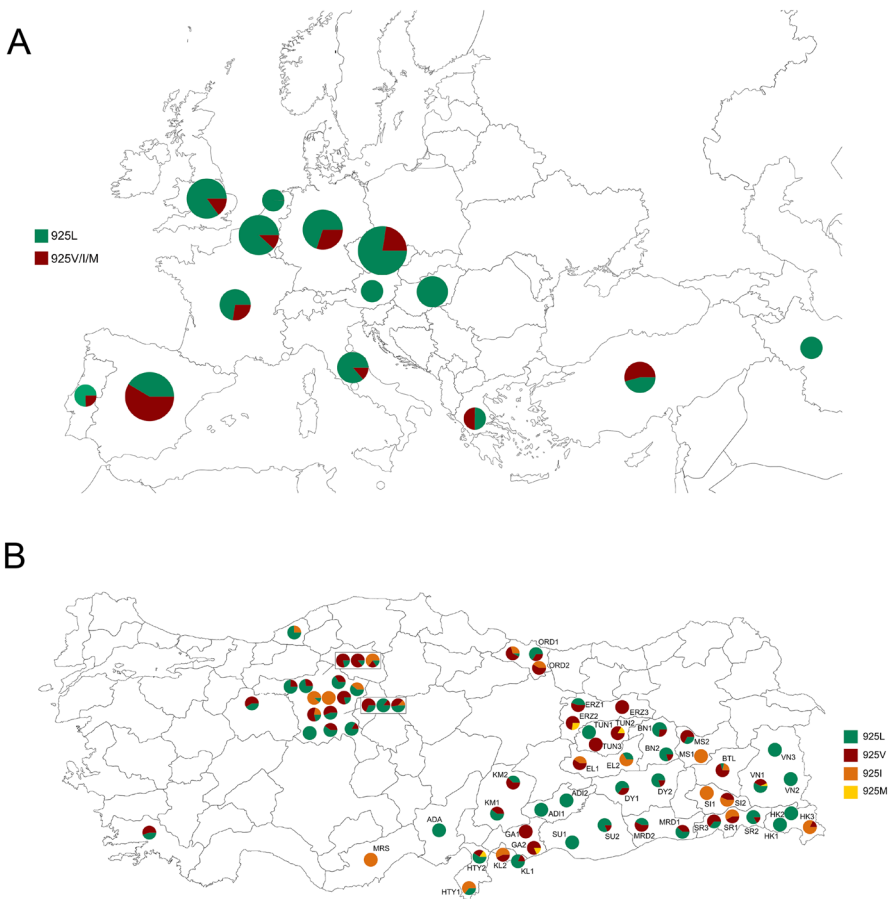 A
925L
925V/I/M
B
ORD1
ORD2
ERZ1
ERZ3
ERZ2
TUN1
TUN2
BN1
MS2
TUN3
BN2
MS1
VN3
EL1
EL2
BTL
KM2
VN1
VN2
DY1
DY2
ADI2
SI1
SI2
KM1
ADI1
HK2
HK3
ADA
GA1
SU1
SU2
MRD2
MRD1
SR3
SR1
SR2
HK1
GA2
MRS
HTY2
KL2
KL1
HTY1
925L
925V
925I
925M